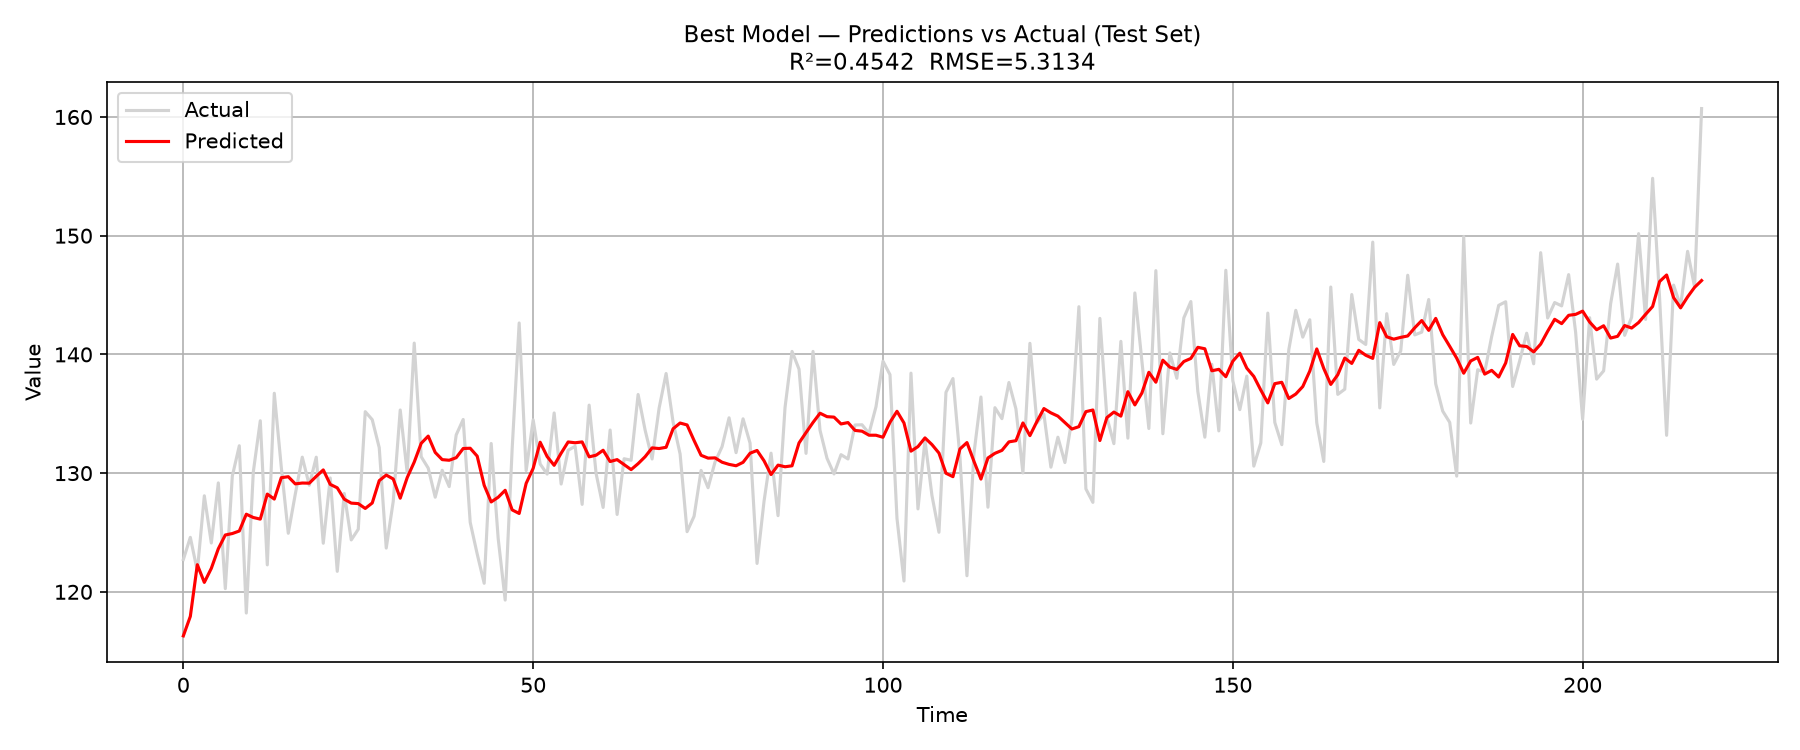 Best Model — Predictions vs Actual (Test Set)
R²=0.4542  RMSE=5.3134
Actual
Predicted
160
150
140
130
120
Value
0
50
100
150
200
Time